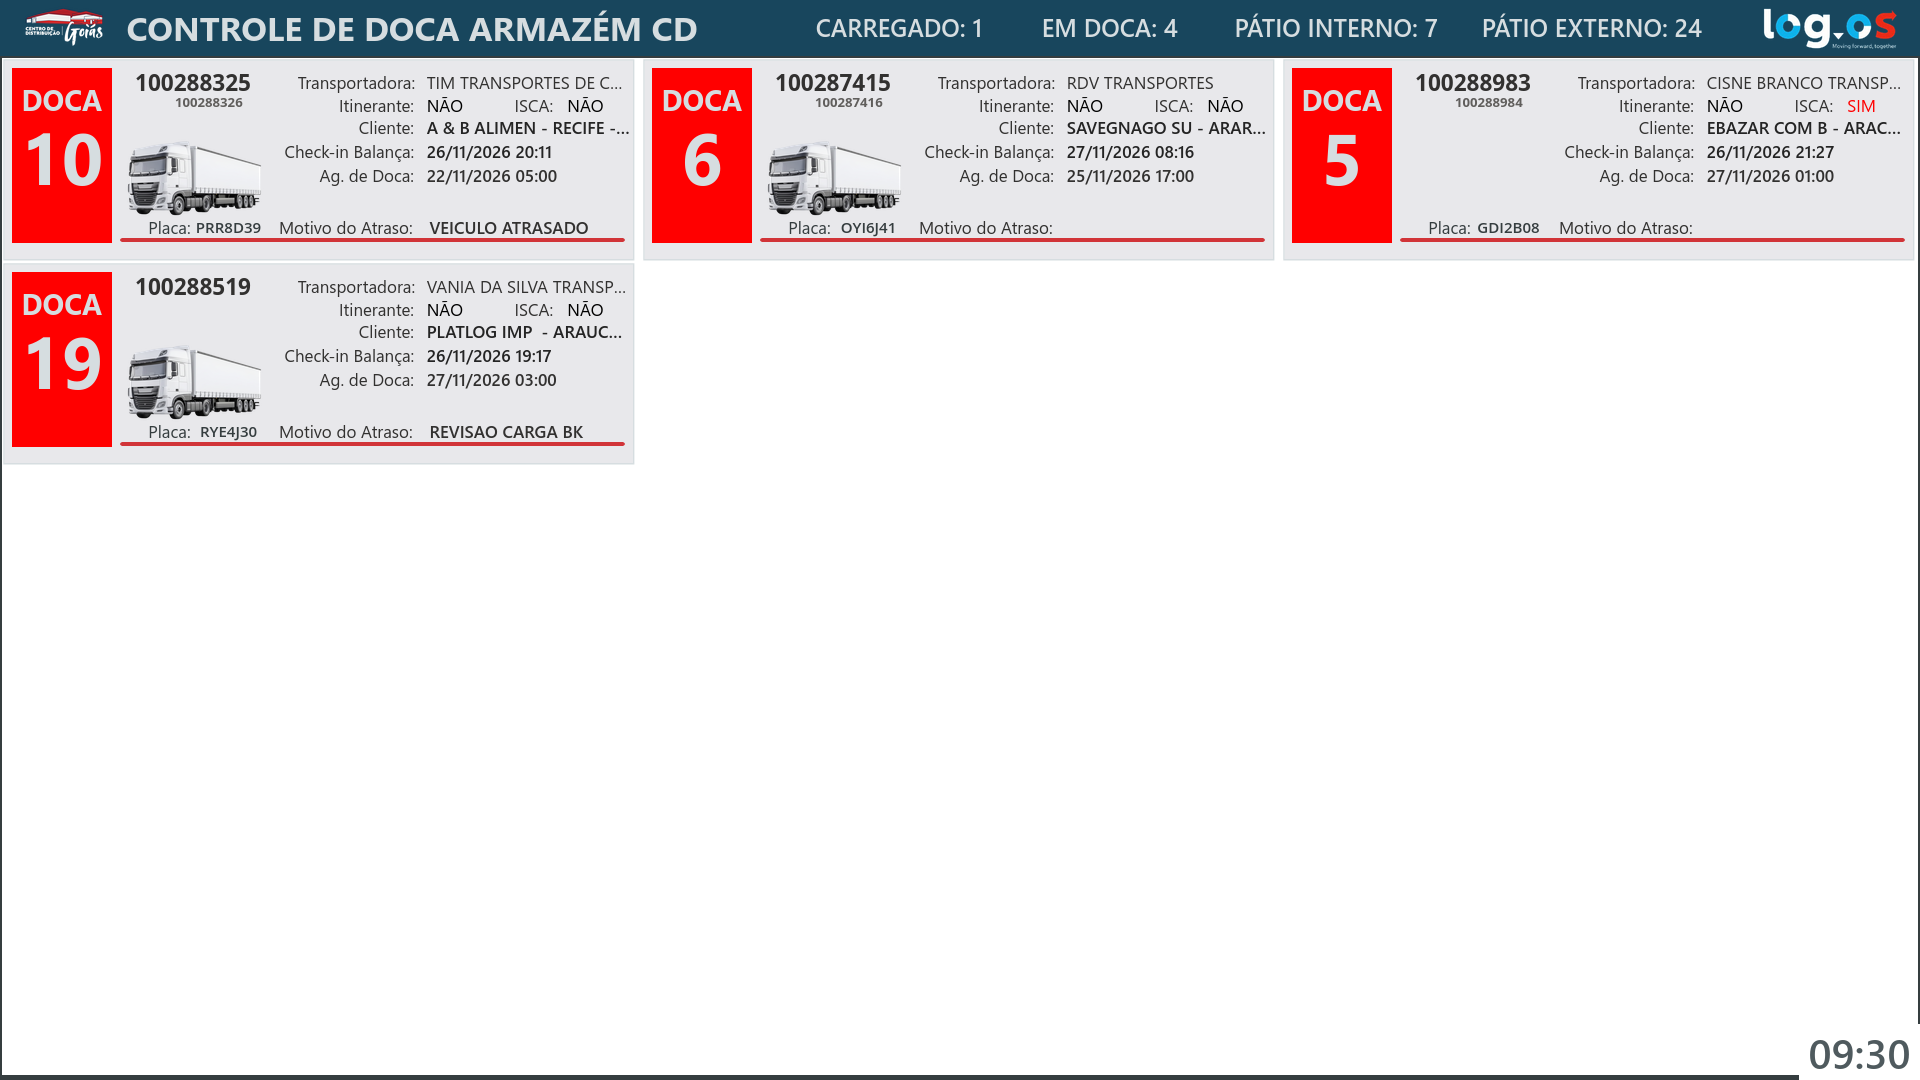 CENTRO DE DISTRIBUIÇÃO Goiás
CONTROLE DE DOCA ARMAZÉM CD
CARREGADO: 1
EM DOCA: 4
PÁTIO INTERNO: 7
PÁTIO EXTERNO: 24
log.os
Moving forward, together
DOCA
10
100288325
100288326
Transportadora: TIM TRANSPORTES DE C...
Itinerante: NÃO ISCA: NÃO
Cliente: A & B ALIMEN - RECIFE -...
Check-in Balança: 26/11/2026 20:11
Ag. de Doca: 22/11/2026 05:00
Placa: PRR8D39 Motivo do Atraso: VEICULO ATRASADO
DOCA
6
100287415
100287416
Transportadora: RDV TRANSPORTES
Itinerante: NÃO ISCA: NÃO
Cliente: SAVEGNAGO SU - ARAR...
Check-in Balança: 27/11/2026 08:16
Ag. de Doca: 25/11/2026 17:00
Placa: OYI6J41 Motivo do Atraso:
DOCA
5
100288983
100288984
Transportadora: CISNE BRANCO TRANSP...
Itinerante: NÃO ISCA: SIM
Cliente: EBAZAR COM B - ARAC...
Check-in Balança: 26/11/2026 21:27
Ag. de Doca: 27/11/2026 01:00
Placa: GDI2B08 Motivo do Atraso:
DOCA
19
100288519
Transportadora: VANIA DA SILVA TRANSP...
Itinerante: NÃO ISCA: NÃO
Cliente: PLATLOG IMP - ARAUC...
Check-in Balança: 26/11/2026 19:17
Ag. de Doca: 27/11/2026 03:00
Placa: RYE4J30 Motivo do Atraso: REVISAO CARGA BK
09:30